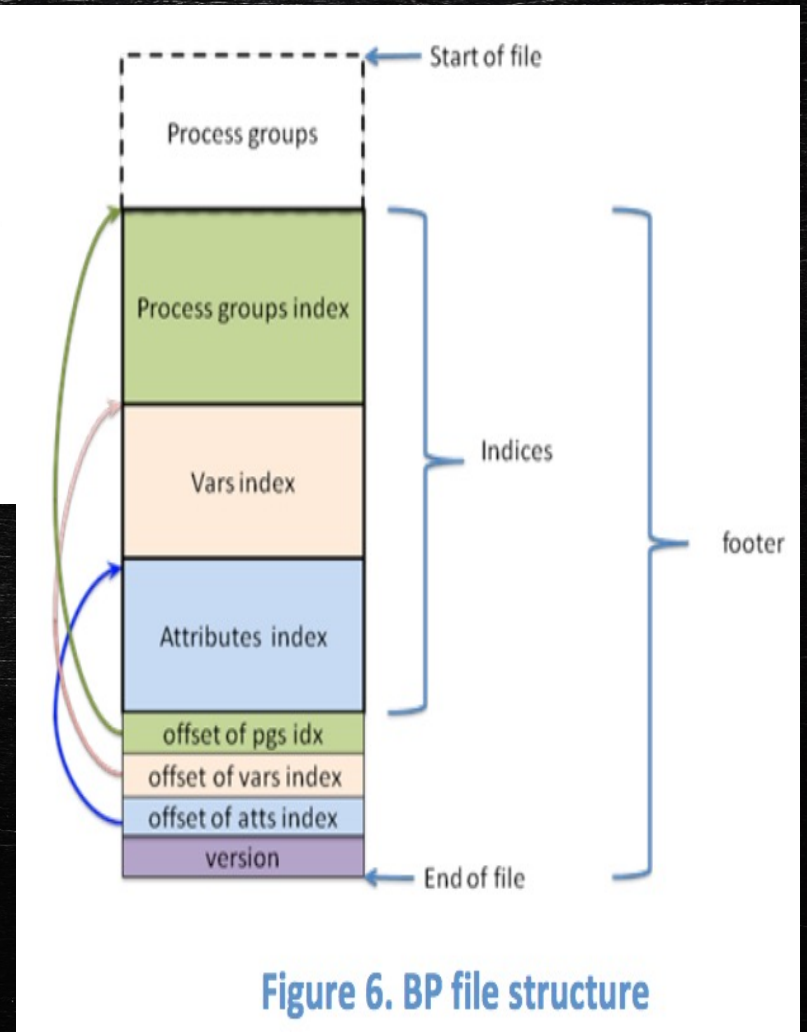 Start of file
Process groups
Process groups index
Indices
Vars index
footer
Attributes index
offset of pgs idx
offset of vars index
offset of atts index
version
End of file
Figure 6. BP file structure